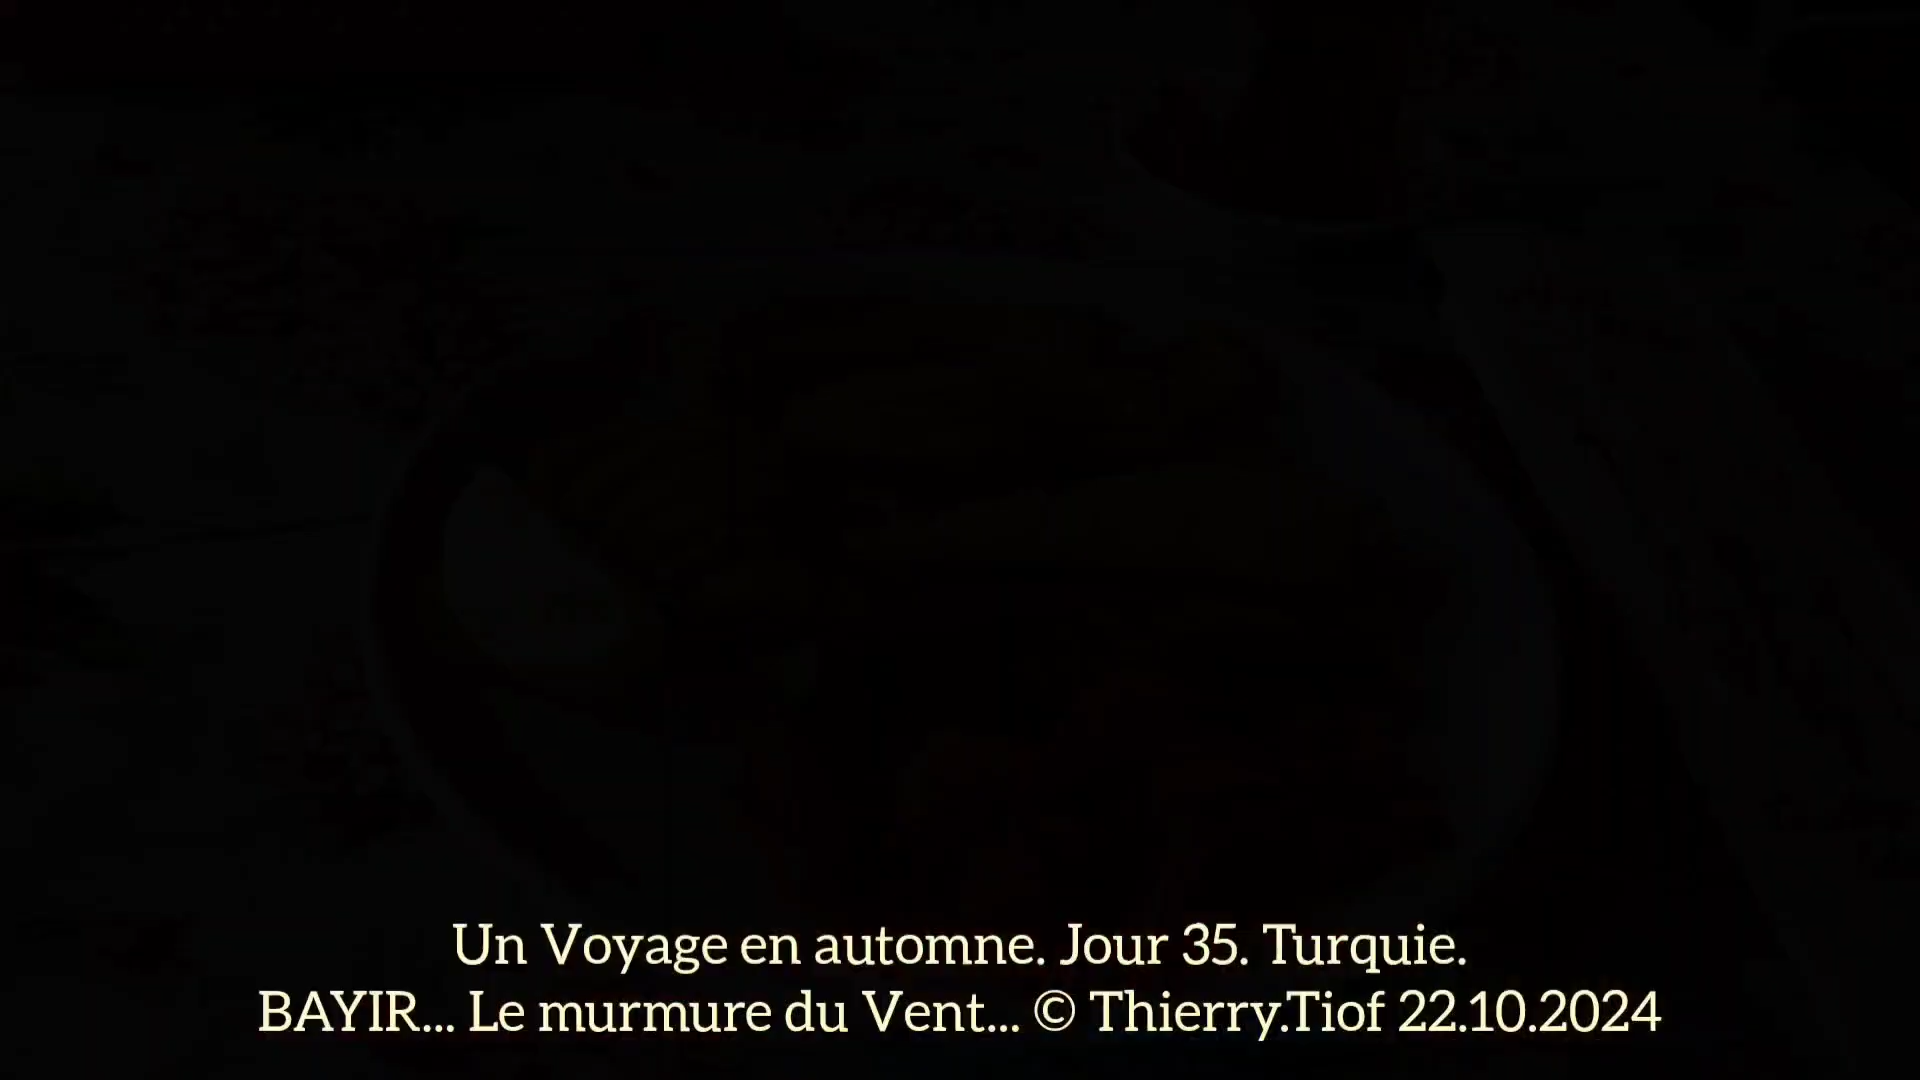 Un Voyage en automne. Jour 35. Turquie.
BAYIR... Le murmure du Vent... © Thierry.Tiof 22.10.2024